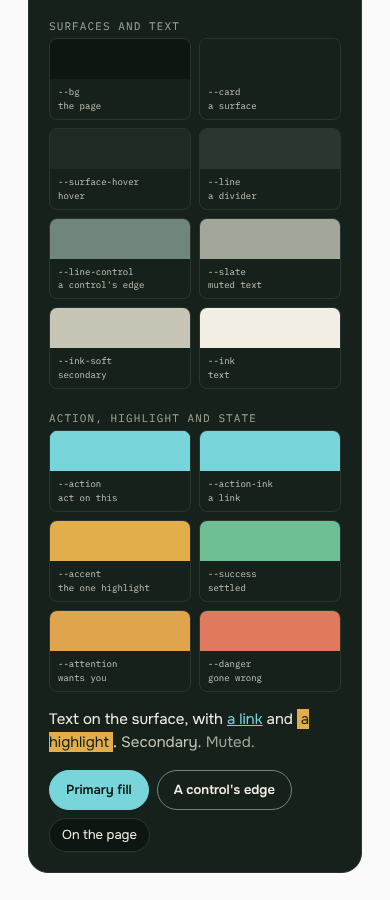 SURFACES AND TEXT
--bg
the page
--card
a surface
--surface-hover
hover
--line
a divider
--line-control
a control's edge
--slate
muted text
--ink-soft
secondary
--ink
text
ACTION, HIGHLIGHT AND STATE
--action
act on this
--action-ink
a link
--accent
the one highlight
--success
settled
--attention
wants you
--danger
gone wrong
Text on the surface, with a link and a
highlight. Secondary. Muted.
Primary fill
A control's edge
On the page